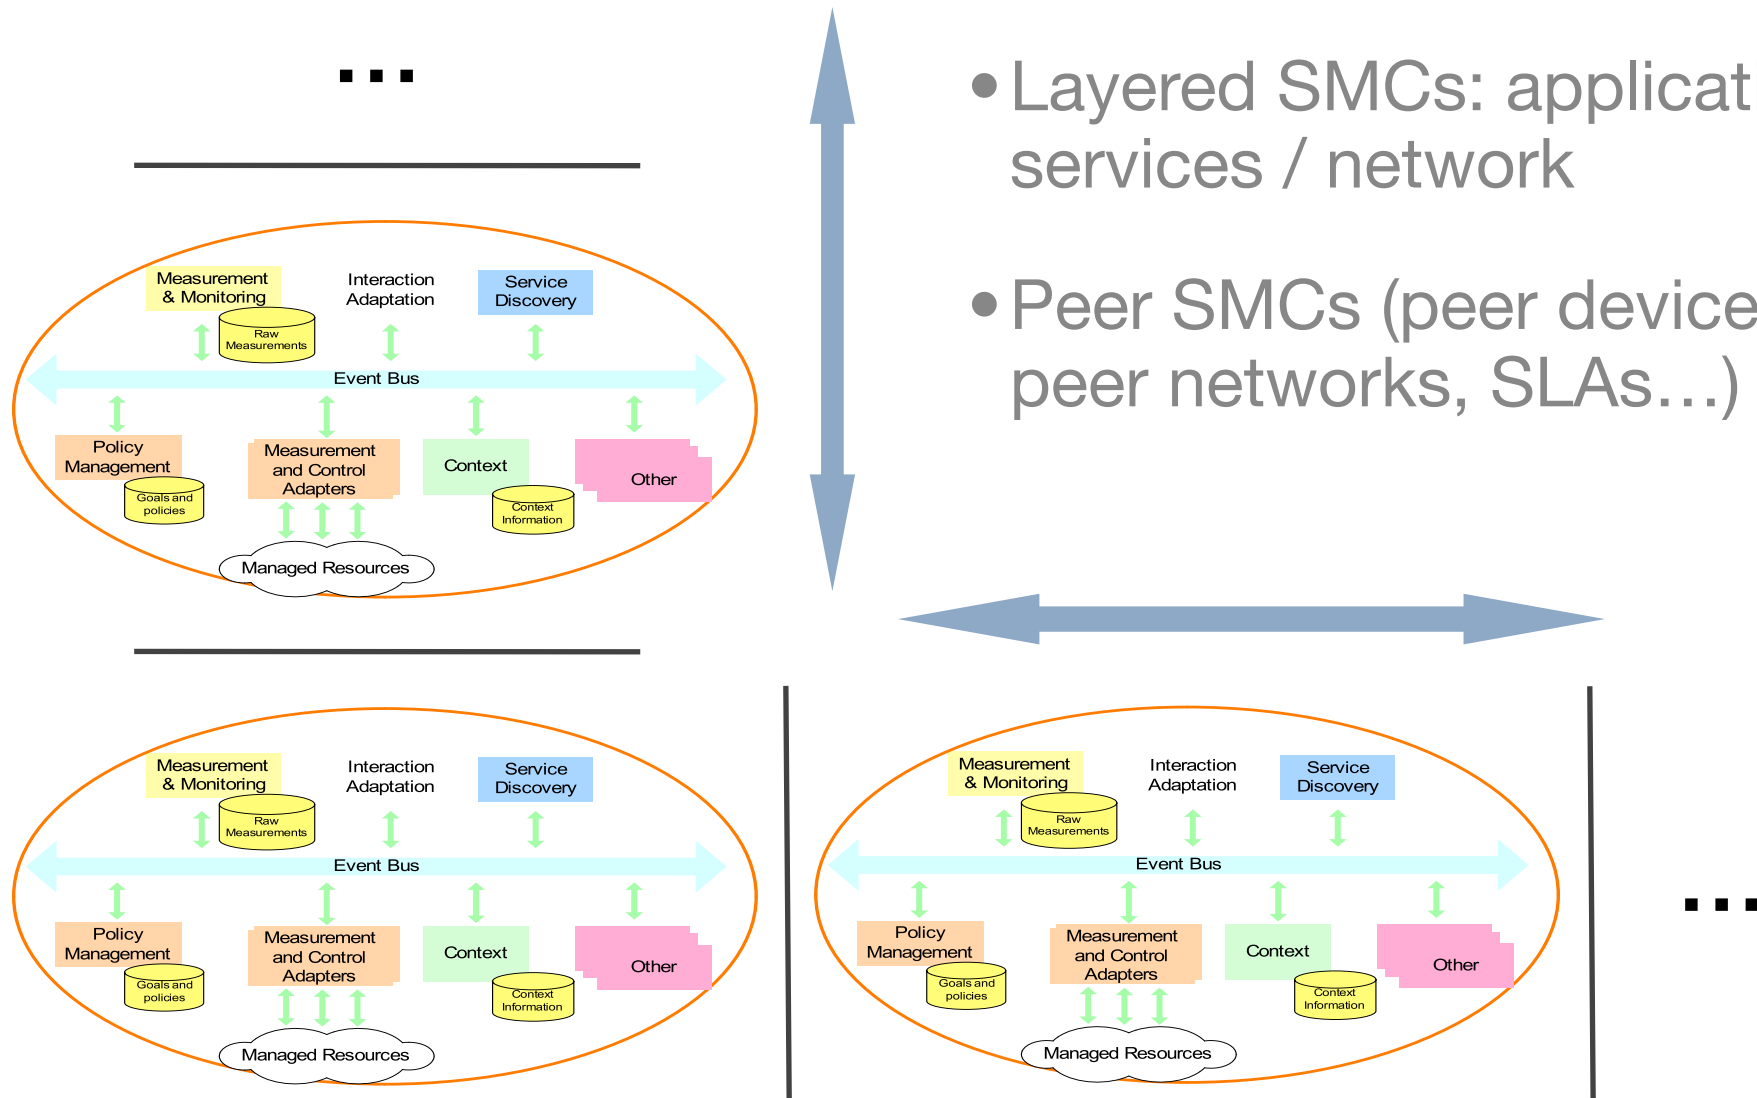 ...
• Layered SMCs: applicat
services / network
• Peer SMCs (peer device
peer networks, SLAs…)
Measurement
& Monitoring
Raw
Measurements
Interaction
Adaptation
Service
Discovery
Event Bus
Policy
Management
Goals and
policies
Measurement
and Control
Adapters
Context
Context
Information
Other
Managed Resources
Measurement
& Monitoring
Raw
Measurements
Interaction
Adaptation
Service
Discovery
Event Bus
Policy
Management
Goals and
policies
Measurement
and Control
Adapters
Context
Context
Information
Other
Managed Resources
Measurement
& Monitoring
Raw
Measurements
Interaction
Adaptation
Service
Discovery
Event Bus
Policy
Management
Goals and
policies
Measurement
and Control
Adapters
Context
Context
Information
Other
Managed Resources
...